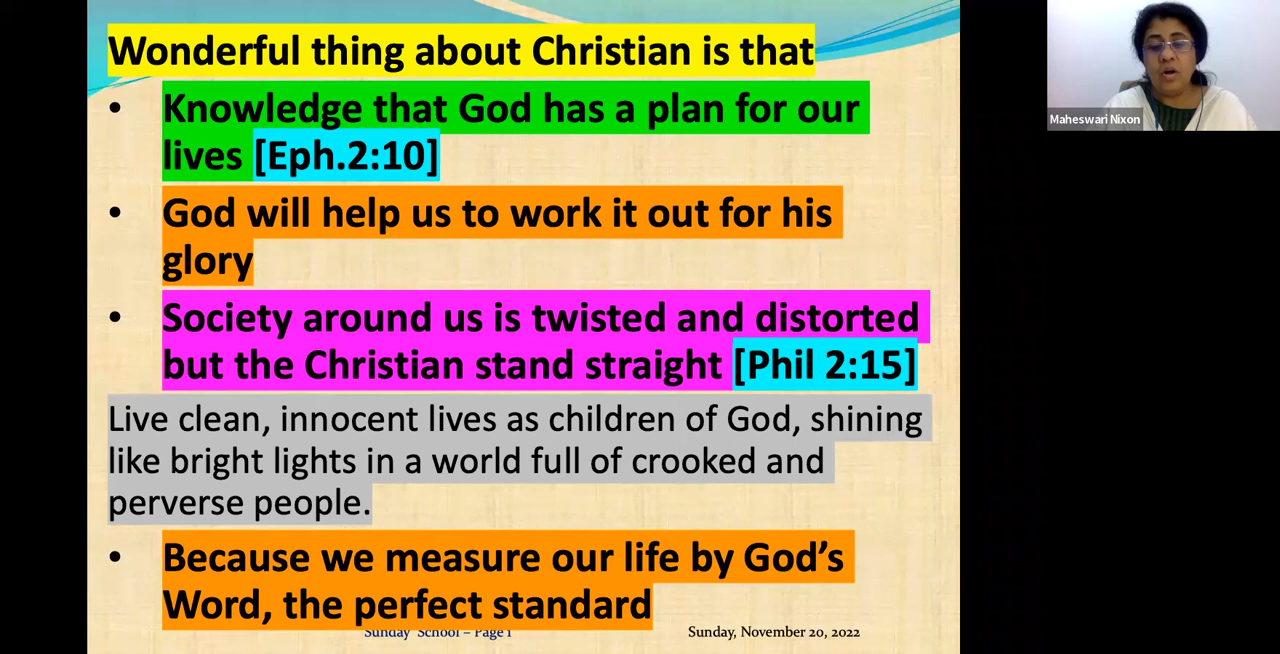 Wonderful thing about Christian is that
• Knowledge that God has a plan for our
lives [Eph.2:10]
• God will help us to work it out for his
glory
• Society around us is twisted and distorted
but the Christian stand straight [Phil 2:15]
Live clean, innocent lives as children of God, shining
like bright lights in a world full of crooked and
perverse people.
• Because we measure our life by God’s
Word, the perfect standard
Sunday School – Page 1
Sunday, November 20, 2022
Maheswari Nixon